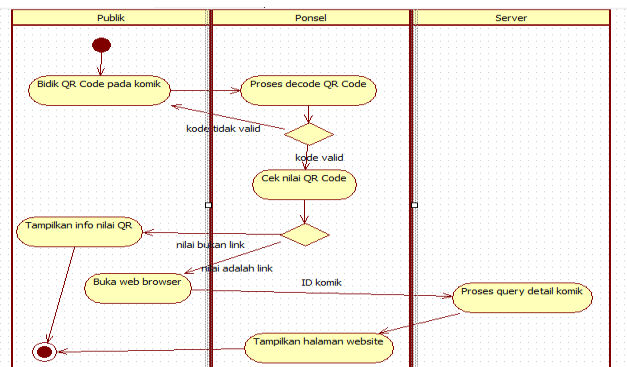 Publik
Ponsel
Server
Bidik QR Code pada komik
Proses decode QR Code
kode tidak valid
kode valid
Cek nilai QR Code
Tampilkan info nilai QR
nilai bukan link
nilai adalah link
Buka web browser
ID komik
Proses query detail komik
Tampilkan halaman website